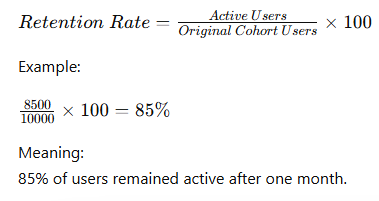 Retention Rate = Active Users / Original Cohort Users × 100
Example:
8500 / 10000 × 100 = 85%
Meaning:
85% of users remained active after one month.